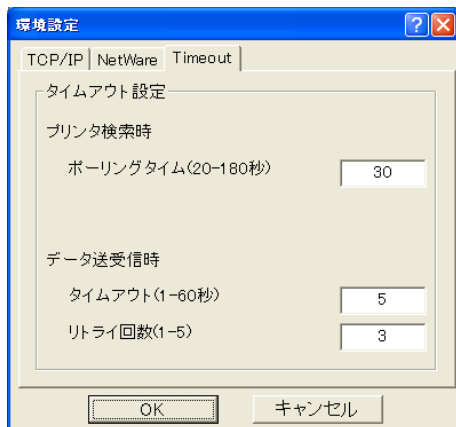 環境設定
TCP/IP NetWare Timeout
タイムアウト設定
プリンタ検索時
ポーリングタイム(20-180秒) 30
データ送受信時
タイムアウト(1-60秒) 5
リトライ回数(1-5) 3
OK キャンセル